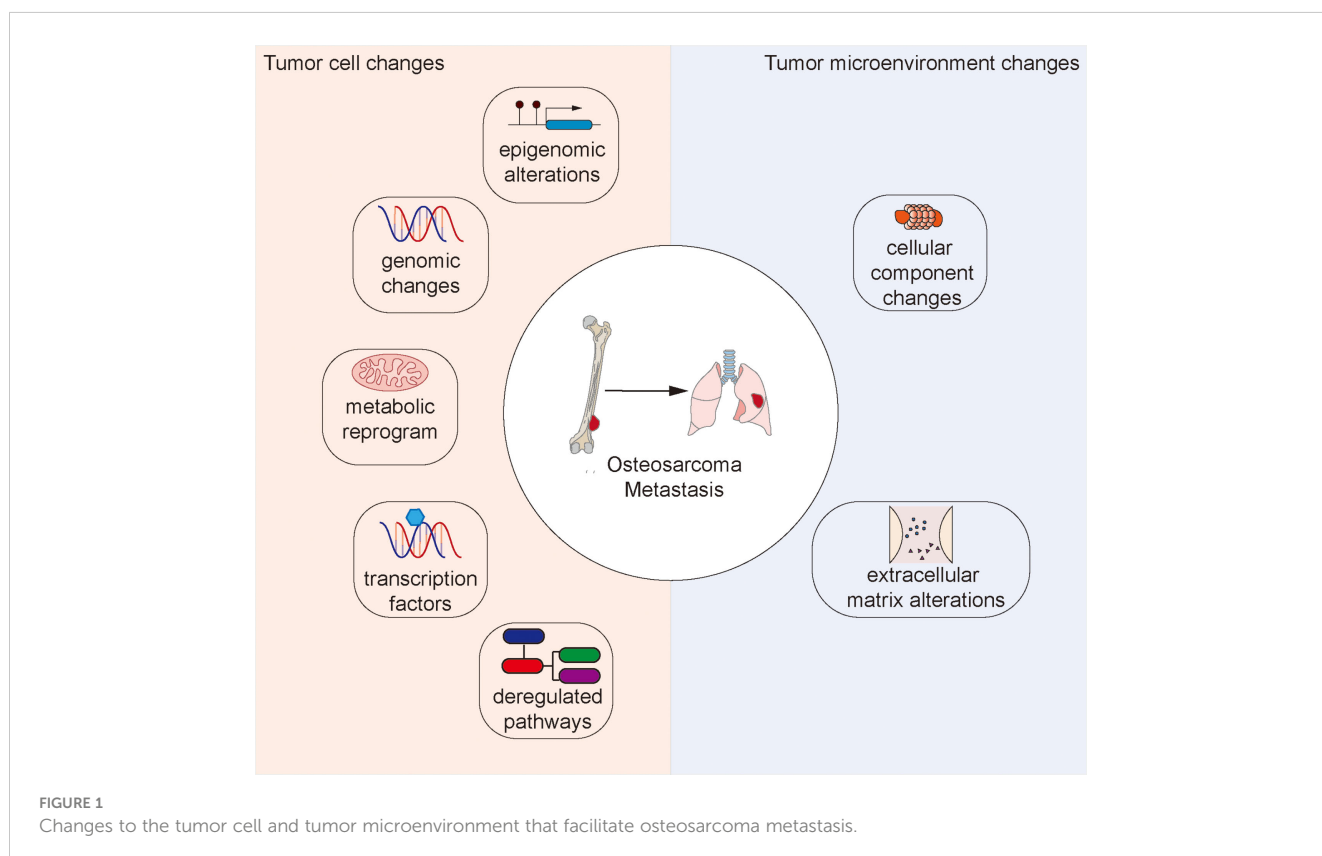 Tumor cell changes
Tumor microenvironment changes
epigenomic
alterations
genomic
changes
metabolic
reprogram
transcription
factors
deregulated
pathways
Osteosarcoma
Metastasis
cellular
component
changes
extracellular
matrix alterations
FIGURE 1
Changes to the tumor cell and tumor microenvironment that facilitate osteosarcoma metastasis.